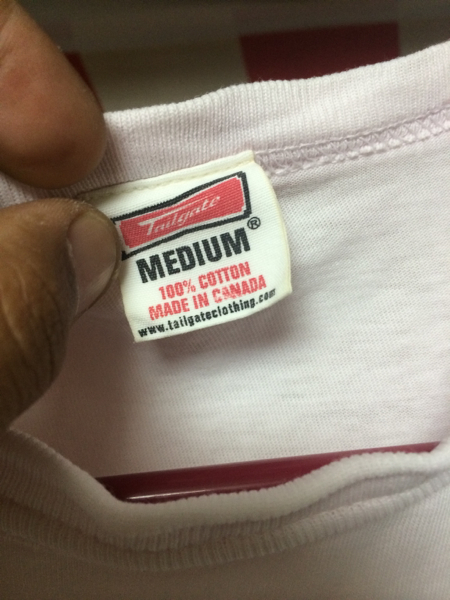 Tailgate
MEDIUM®
100% COTTON
MADE IN CANADA
www.tailgateclothing.com